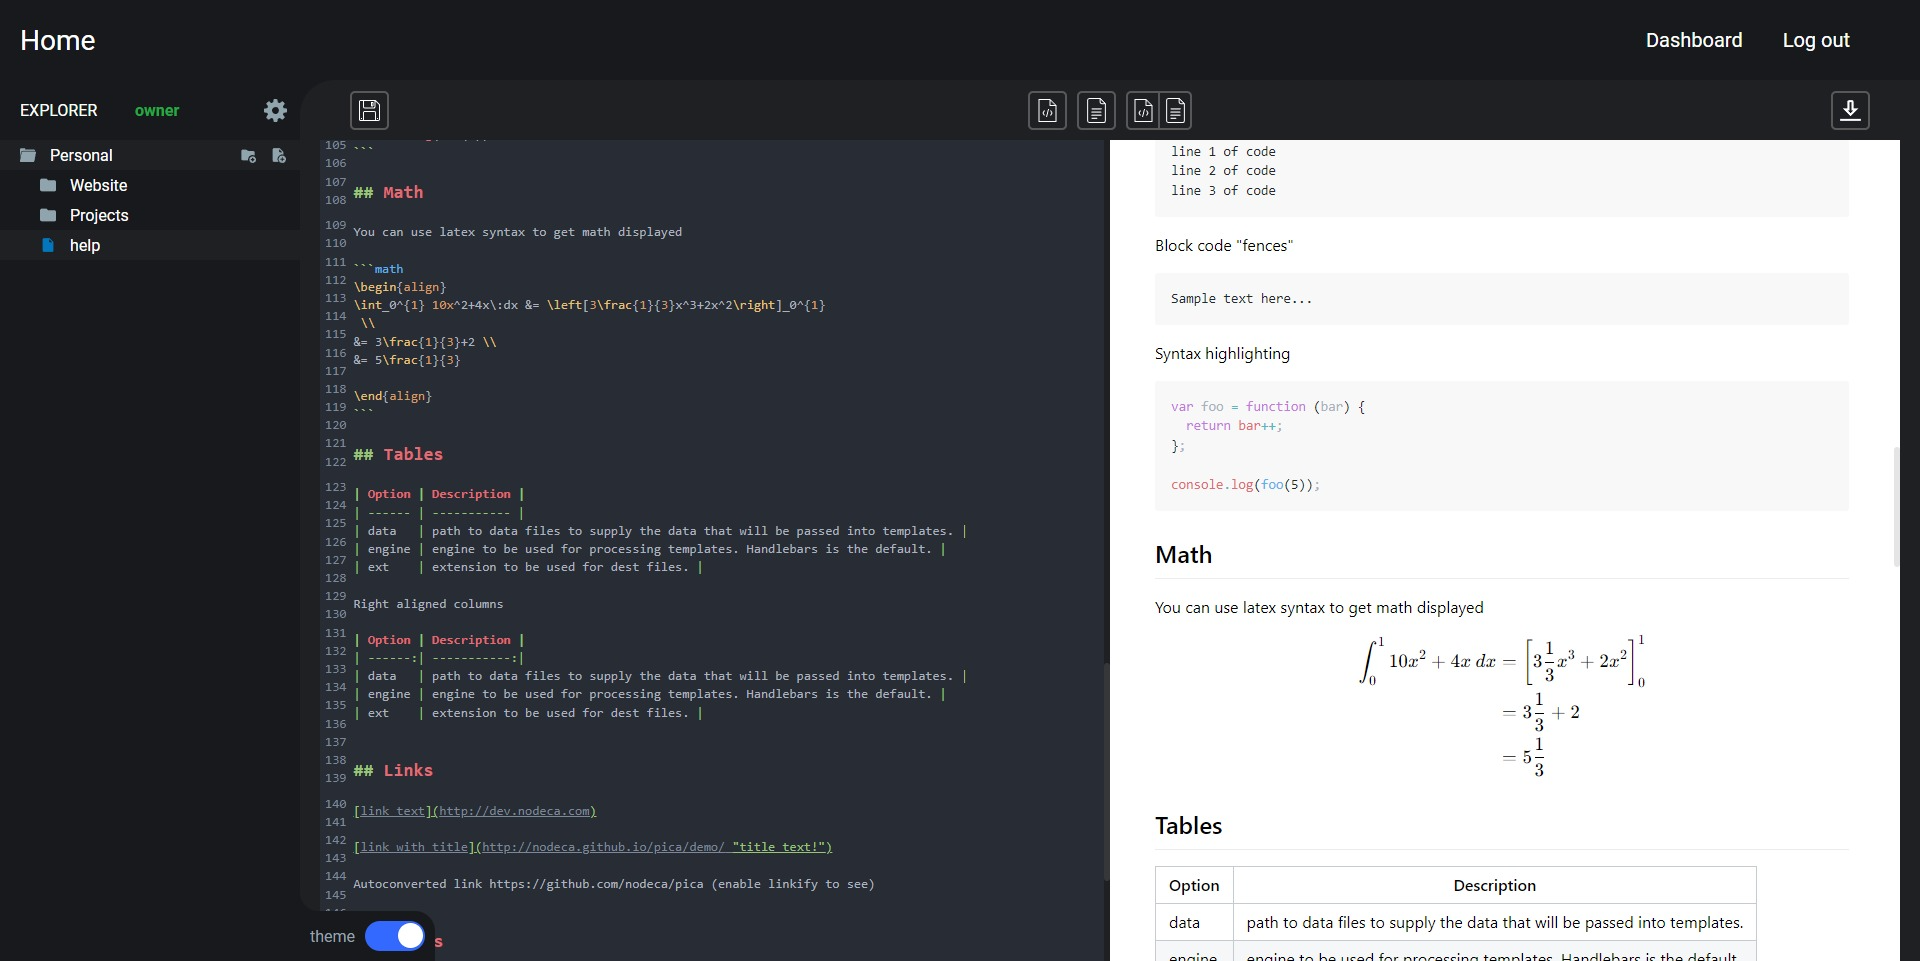 Home
Dashboard
Log out
EXPLORER owner
Personal
Website
Projects
help
105 ```
106
107
108 ## Math
109 You can use latex syntax to get math displayed
110
111 ```math
112 \begin{align}
113 \int_0^{1} 10x^2+4x\:dx &= \left[3\frac{1}{3}x^3+2x^2\right]_0^{1}
114 \\
115 &= 3\frac{1}{3}+2 \\
116 &= 5\frac{1}{3}
117
118 \end{align}
119 ```
120
121
122 ## Tables
123 | Option | Description |
124 | ------ | ----------- |
125 | data | path to data files to supply the data that will be passed into templates. |
126 | engine | engine to be used for processing templates. Handlebars is the default. |
127 | ext | extension to be used for dest files. |
128
129 Right aligned columns
130
131 | Option | Description |
132 | ------:| -----------:|
133 | data | path to data files to supply the data that will be passed into templates. |
134 | engine | engine to be used for processing templates. Handlebars is the default. |
135 | ext | extension to be used for dest files. |
136
137
138
139 ## Links
140 [link text](http://dev.nodeca.com)
141
142 [link with title](http://nodeca.github.io/pica/demo/ "title text!")
143
144 Autoconverted link https://github.com/nodeca/pica (enable linkify to see)
145
theme
s
line 1 of code
line 2 of code
line 3 of code
Block code "fences"
Sample text here...
Syntax highlighting
var foo = function (bar) {
return bar++;
};
console.log(foo(5));
Math
You can use latex syntax to get math displayed
∫₀¹ 10x² + 4x dx = [3 1/3 x³ + 2x²]₀¹
= 3 1/3 + 2
= 5 1/3
Tables
Option Description
data path to data files to supply the data that will be passed into templates.
engine engine to be used for processing templates. Handlebars is the default.